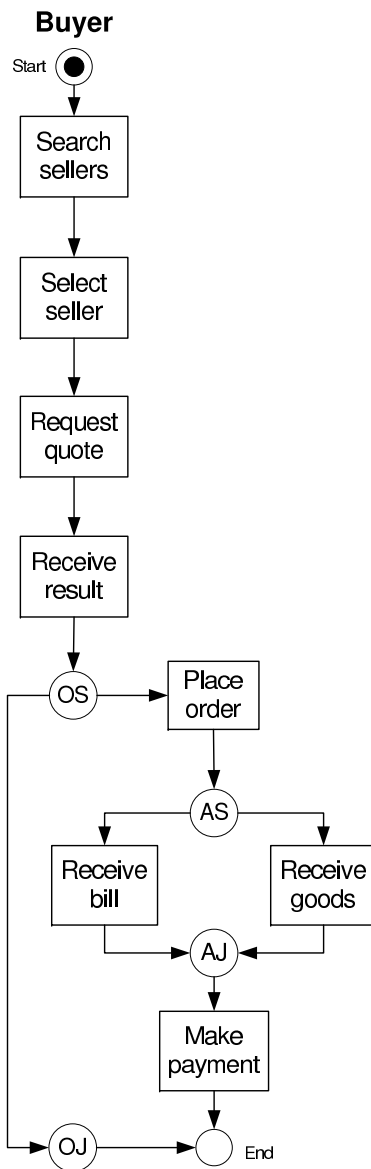 Buyer
Start
Search
sellers
Select
seller
Request
quote
Receive
result
OS
Place
order
AS
Receive
bill
Receive
goods
AJ
Make
payment
OJ
End